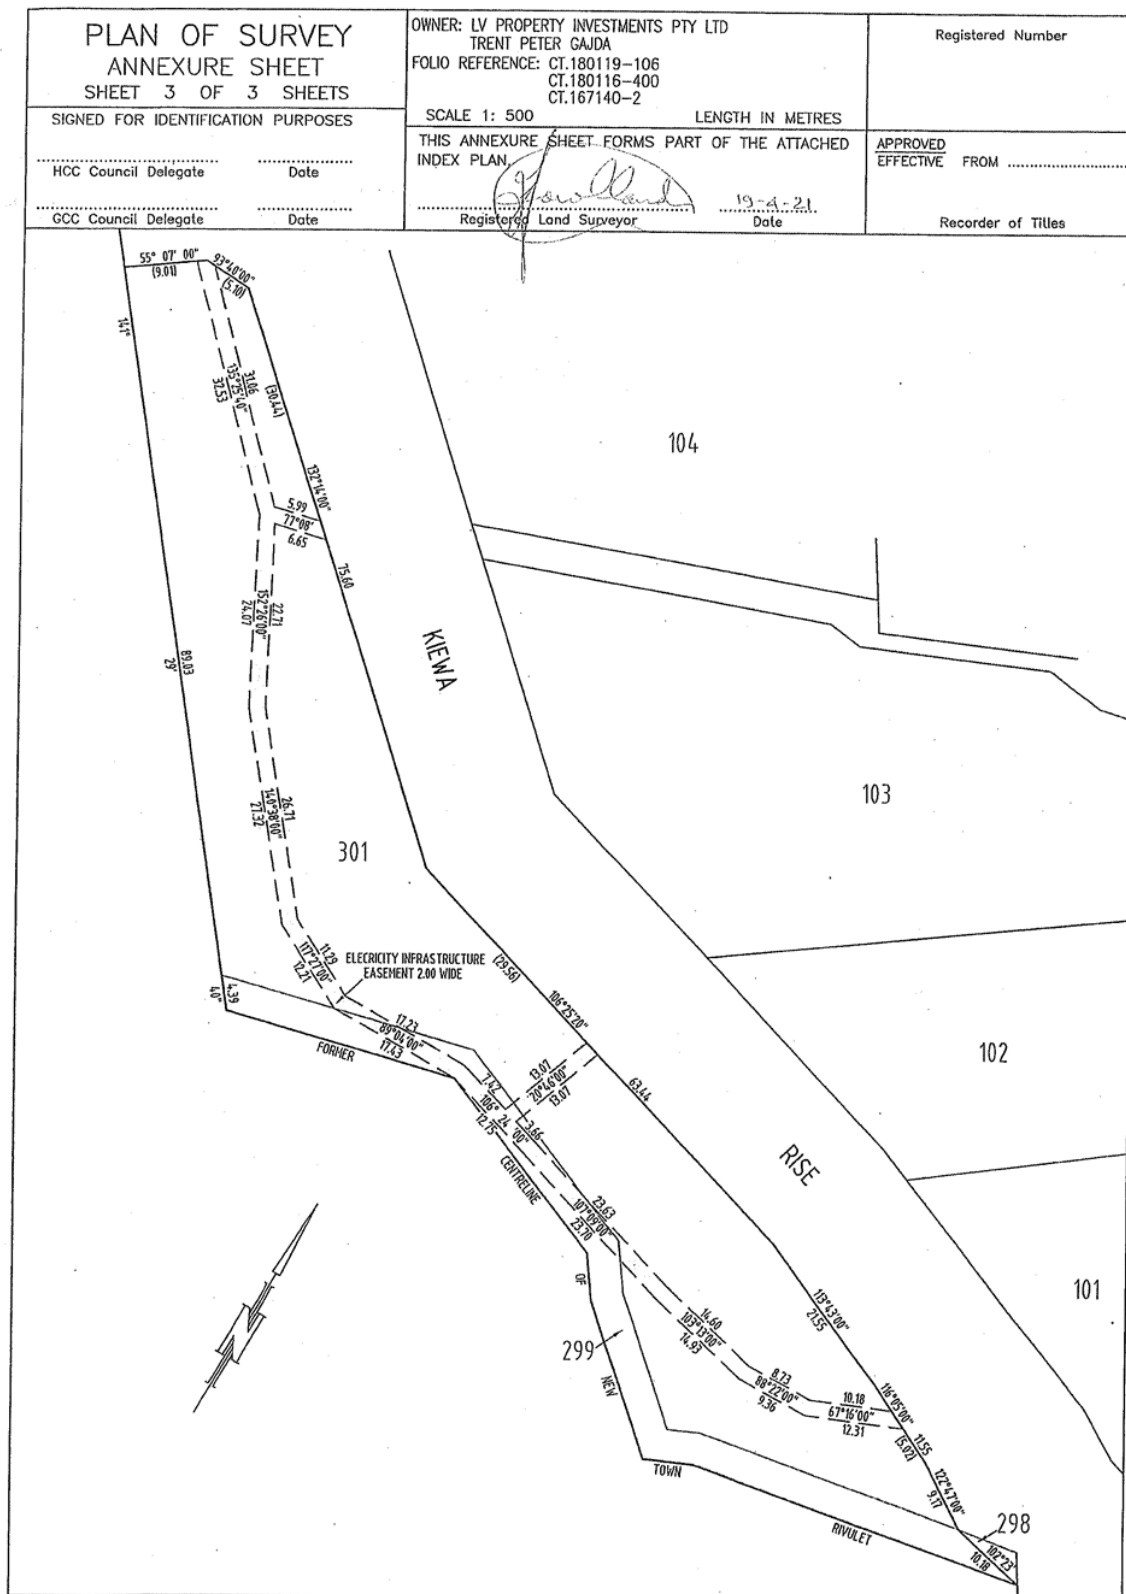 PLAN OF SURVEY
ANNEXURE SHEET
SHEET 3 OF 3 SHEETS
SIGNED FOR IDENTIFICATION PURPOSES
HCC Council Delegate Date
GCC Council Delegate Date
OWNER: LV PROPERTY INVESTMENTS PTY LTD
TRENT PETER GAJDA
FOLIO REFERENCE: CT.180119-106
CT.180116-400
CT.167140-2
SCALE 1: 500 LENGTH IN METRES
THIS ANNEXURE SHEET FORMS PART OF THE ATTACHED
INDEX PLAN.
19-4-21
Registered Land Surveyor Date
Registered Number
APPROVED
EFFECTIVE FROM
Recorder of Titles
55° 07' 00"
(9.01)
93°40'00"
(5.10)
141°
31.06
135°25'40"
32.53
(30.44)
132°14'00"
5.99
77°08'
6.65
75.60
104
22.71
152°26'00"
24.07
KIEWA
89.03
29'
103
26.71
140°38'00"
27.32
301
11.29
117°27'00"
12.21
ELECRICITY INFRASTRUCTURE
EASEMENT 2.00 WIDE
(29.56)
106°25'20"
4.39
40"
17.23
89°04'00"
17.43
FORMER
102
13.07
20°46'00"
13.07
63.44
7.42
106° 24 '00"
12.75
3.66
RISE
CENTRELINE
23.63
107°09'00"
23.70
OF
101
113°43'00"
21.55
14.60
103°13'00"
14.93
299
NEW
8.73
88°22'00"
9.36
10.18
67°16'00"
12.31
116°05'00"
11.55
(5.02)
TOWN
122°47'00"
9.17
RIVULET
298
102°23'
10.18